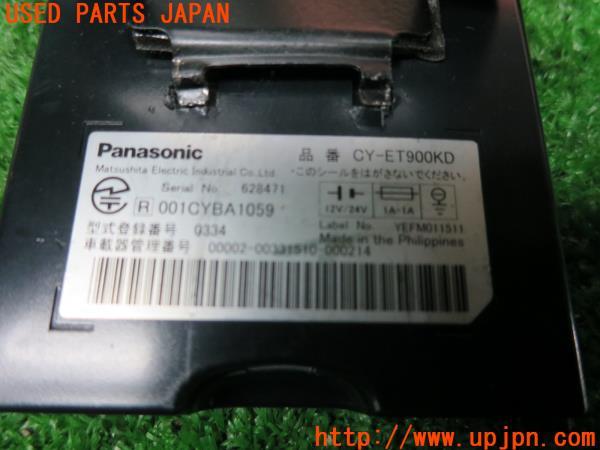 USED PARTS JAPAN
Panasonic
品番 CY-ET900KD
Matsushita Electric Industrial Co.,Ltd.
・このシールをはがさないでください。
Serial No. 628471
R 001CYBA1059
12V/24V
1A-1A
Label No. YEFM011511
型式登録番号 0334
Made in the Philippines
車載器管理番号 00002-00331510-000214
http://www.upjpn.com/